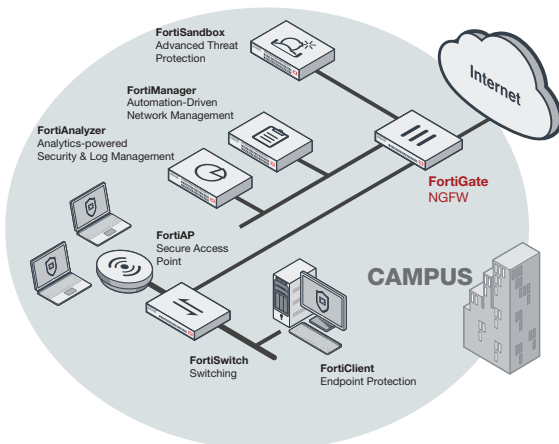 FortiSandbox
Advanced Threat
Protection
FortiManager
Automation-Driven
Network Management
FortiAnalyzer
Analytics-powered
Security & Log Management
Internet
FortiGate
NGFW
FortiAP
Secure Access
Point
CAMPUS
FortiSwitch
Switching
FortiClient
Endpoint Protection